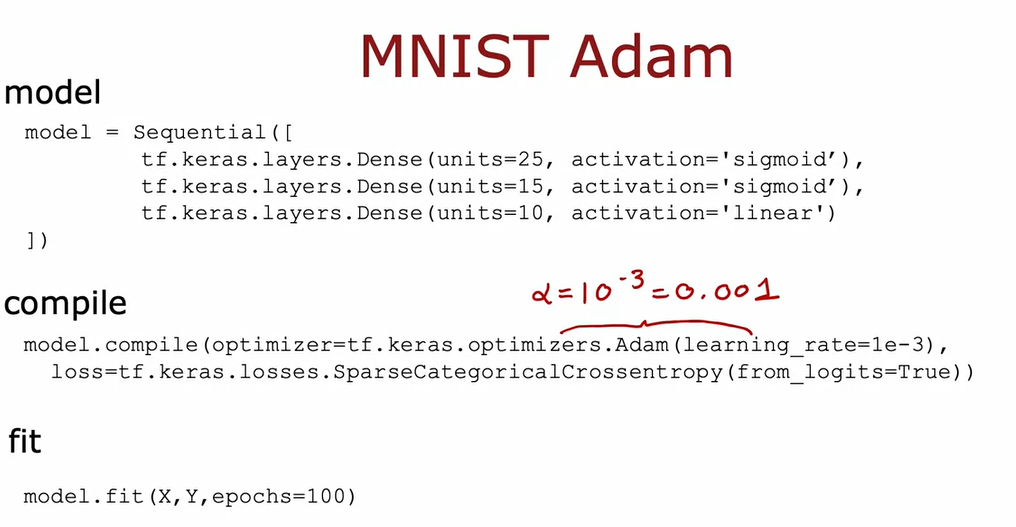 MNIST Adam
model
model = Sequential([
tf.keras.layers.Dense(units=25, activation='sigmoid’),
tf.keras.layers.Dense(units=15, activation='sigmoid’),
tf.keras.layers.Dense(units=10, activation='linear')
])
α=10⁻³=0.001
compile
model.compile(optimizer=tf.keras.optimizers.Adam(learning_rate=1e-3),
loss=tf.keras.losses.SparseCategoricalCrossentropy(from_logits=True))
fit
model.fit(X,Y,epochs=100)